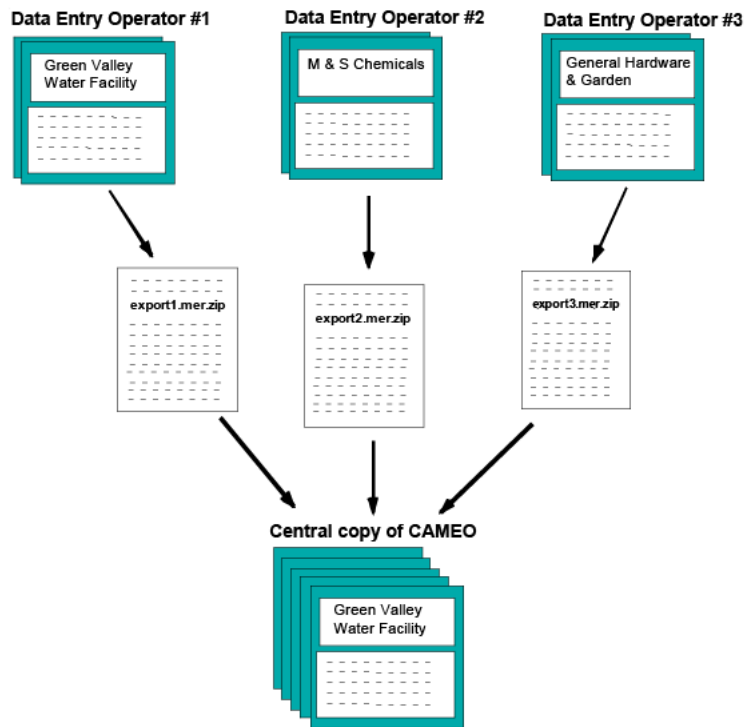 Data Entry Operator #1
Data Entry Operator #2
Data Entry Operator #3
Green Valley
Water Facility
M & S Chemicals
General Hardware
& Garden
export1.mer.zip
export2.mer.zip
export3.mer.zip
Central copy of CAMEO
Green Valley
Water Facility